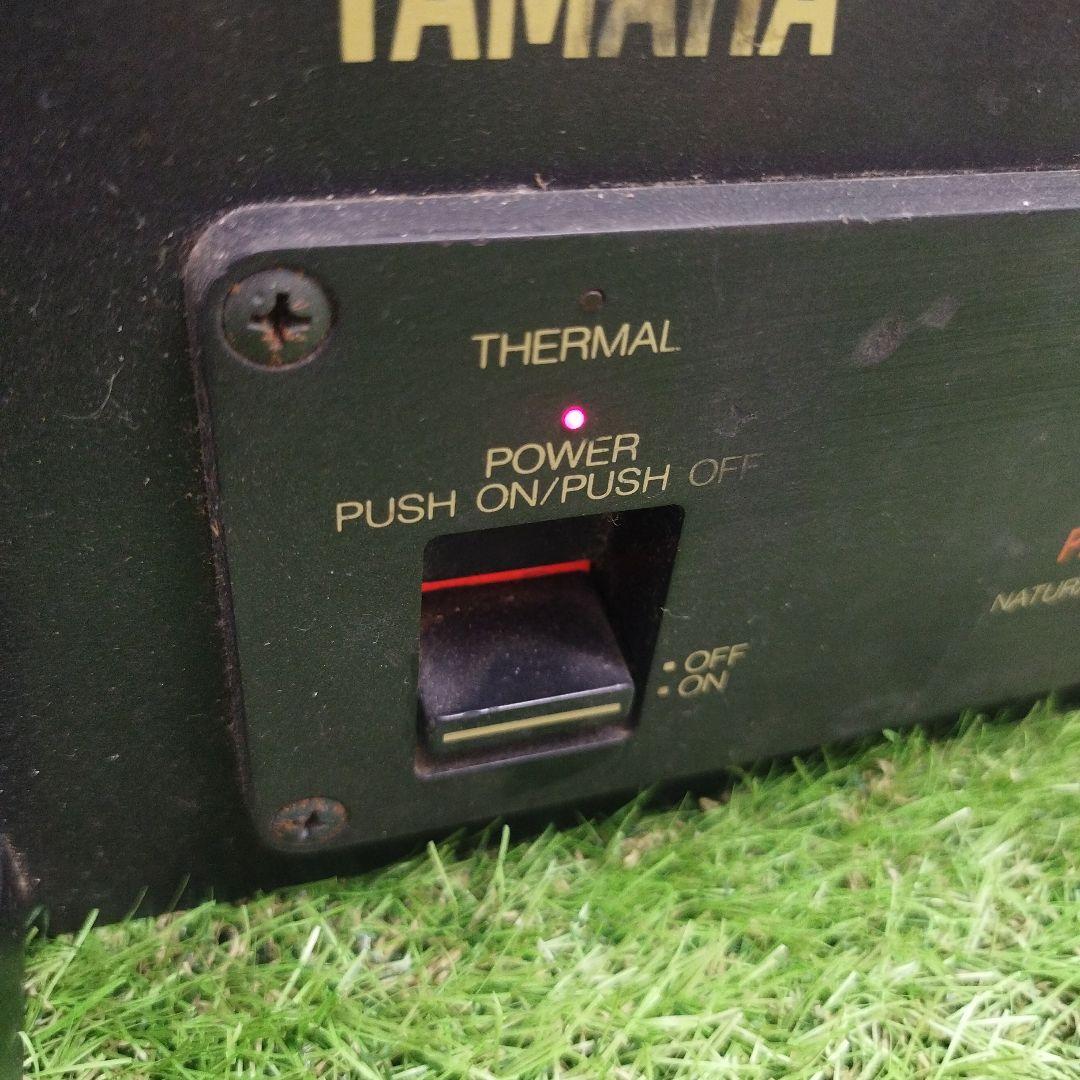 YAMAHA
THERMAL
POWER
PUSH ON/PUSH OFF
• OFF
• ON